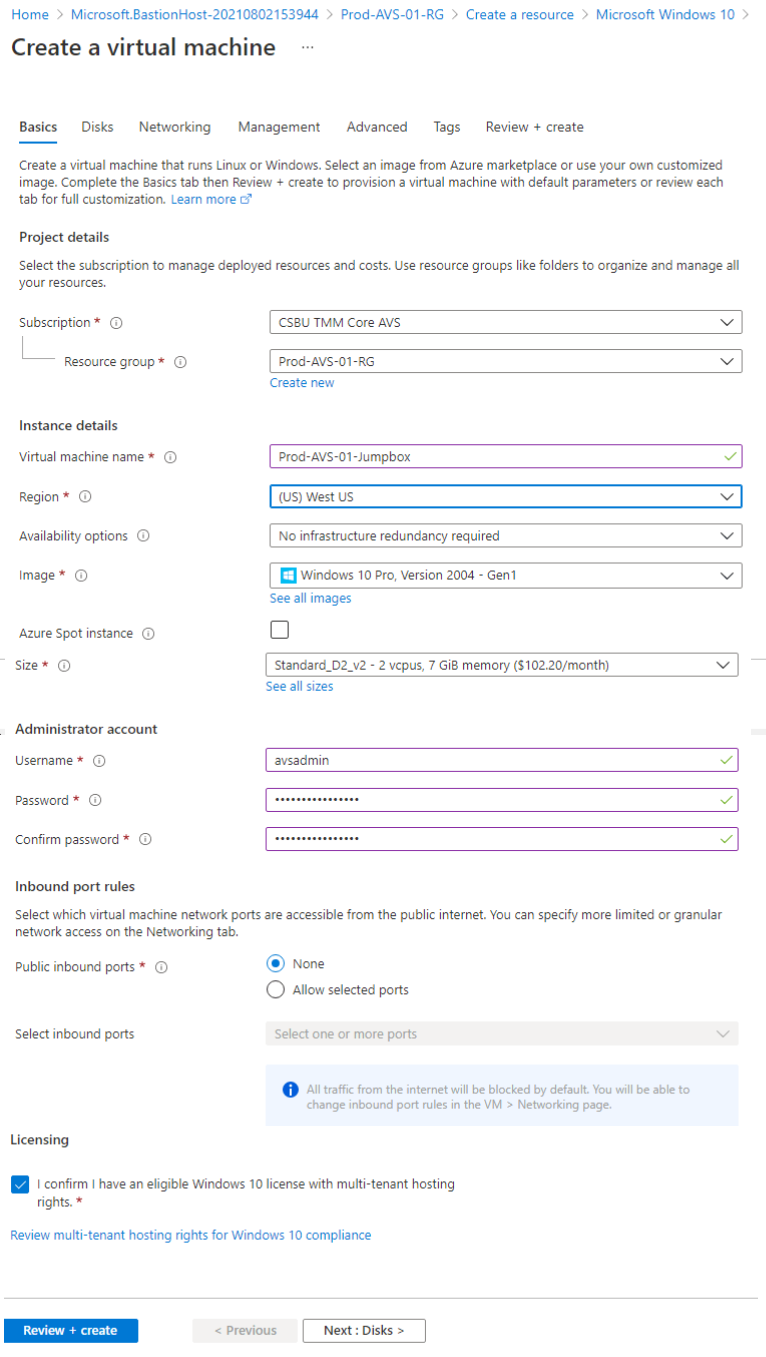 Home > Microsoft.BastionHost-20210802153944 > Prod-AVS-01-RG > Create a resource > Microsoft Windows 10 >
Create a virtual machine ...
Basics Disks Networking Management Advanced Tags Review + create
Create a virtual machine that runs Linux or Windows. Select an image from Azure marketplace or use your own customized
image. Complete the Basics tab then Review + create to provision a virtual machine with default parameters or review each
tab for full customization. Learn more
Project details
Select the subscription to manage deployed resources and costs. Use resource groups like folders to organize and manage all
your resources.
Subscription * CSBU TMM Core AVS
Resource group * Prod-AVS-01-RG
Create new
Instance details
Virtual machine name * Prod-AVS-01-Jumpbox
Region * (US) West US
Availability options No infrastructure redundancy required
Image * Windows 10 Pro, Version 2004 - Gen1
See all images
Azure Spot instance
Size * Standard_D2_v2 - 2 vcpus, 7 GiB memory ($102.20/month)
See all sizes
Administrator account
Username * avsadmin
Password * ••••••••••••••••
Confirm password * ••••••••••••••••
Inbound port rules
Select which virtual machine network ports are accessible from the public internet. You can specify more limited or granular
network access on the Networking tab.
Public inbound ports * None
Allow selected ports
Select inbound ports Select one or more ports
All traffic from the internet will be blocked by default. You will be able to
change inbound port rules in the VM > Networking page.
Licensing
I confirm I have an eligible Windows 10 license with multi-tenant hosting
rights. *
Review multi-tenant hosting rights for Windows 10 compliance
Review + create < Previous Next : Disks >